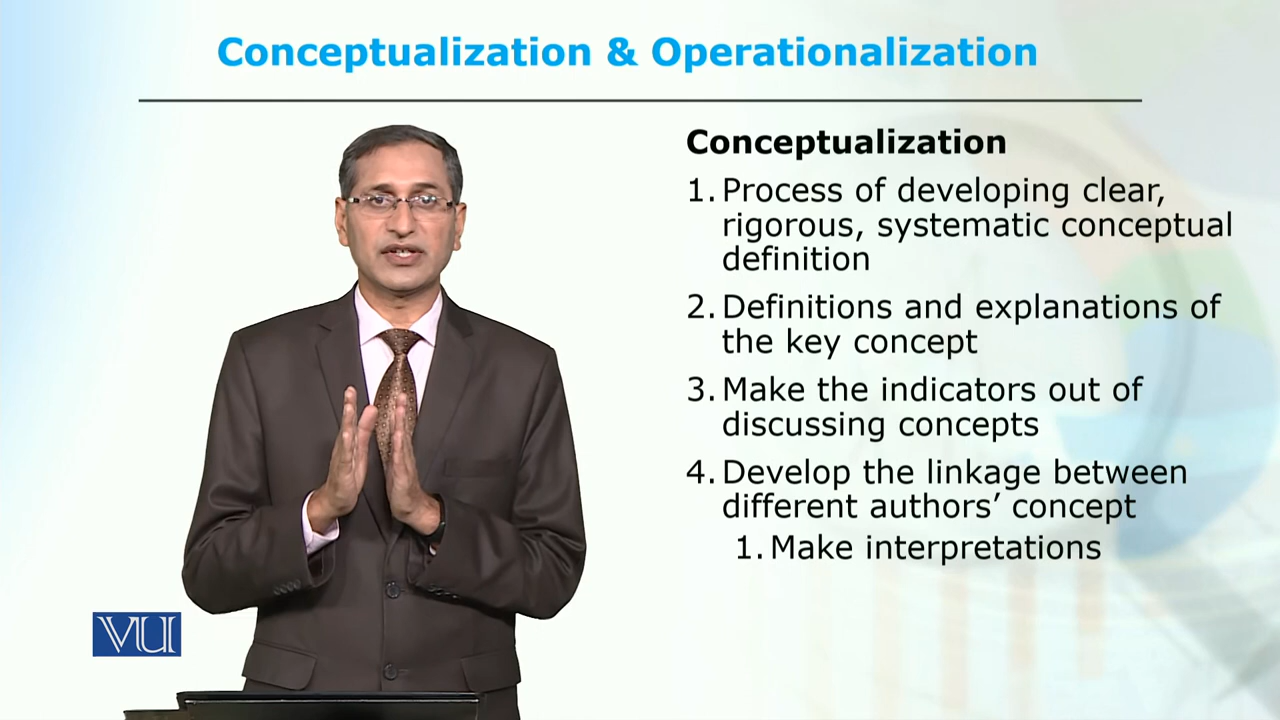 Conceptualization & Operationalization
Conceptualization
1. Process of developing clear,
rigorous, systematic conceptual
definition
2. Definitions and explanations of
the key concept
3. Make the indicators out of
discussing concepts
4. Develop the linkage between
different authors’ concept
1. Make interpretations
VU